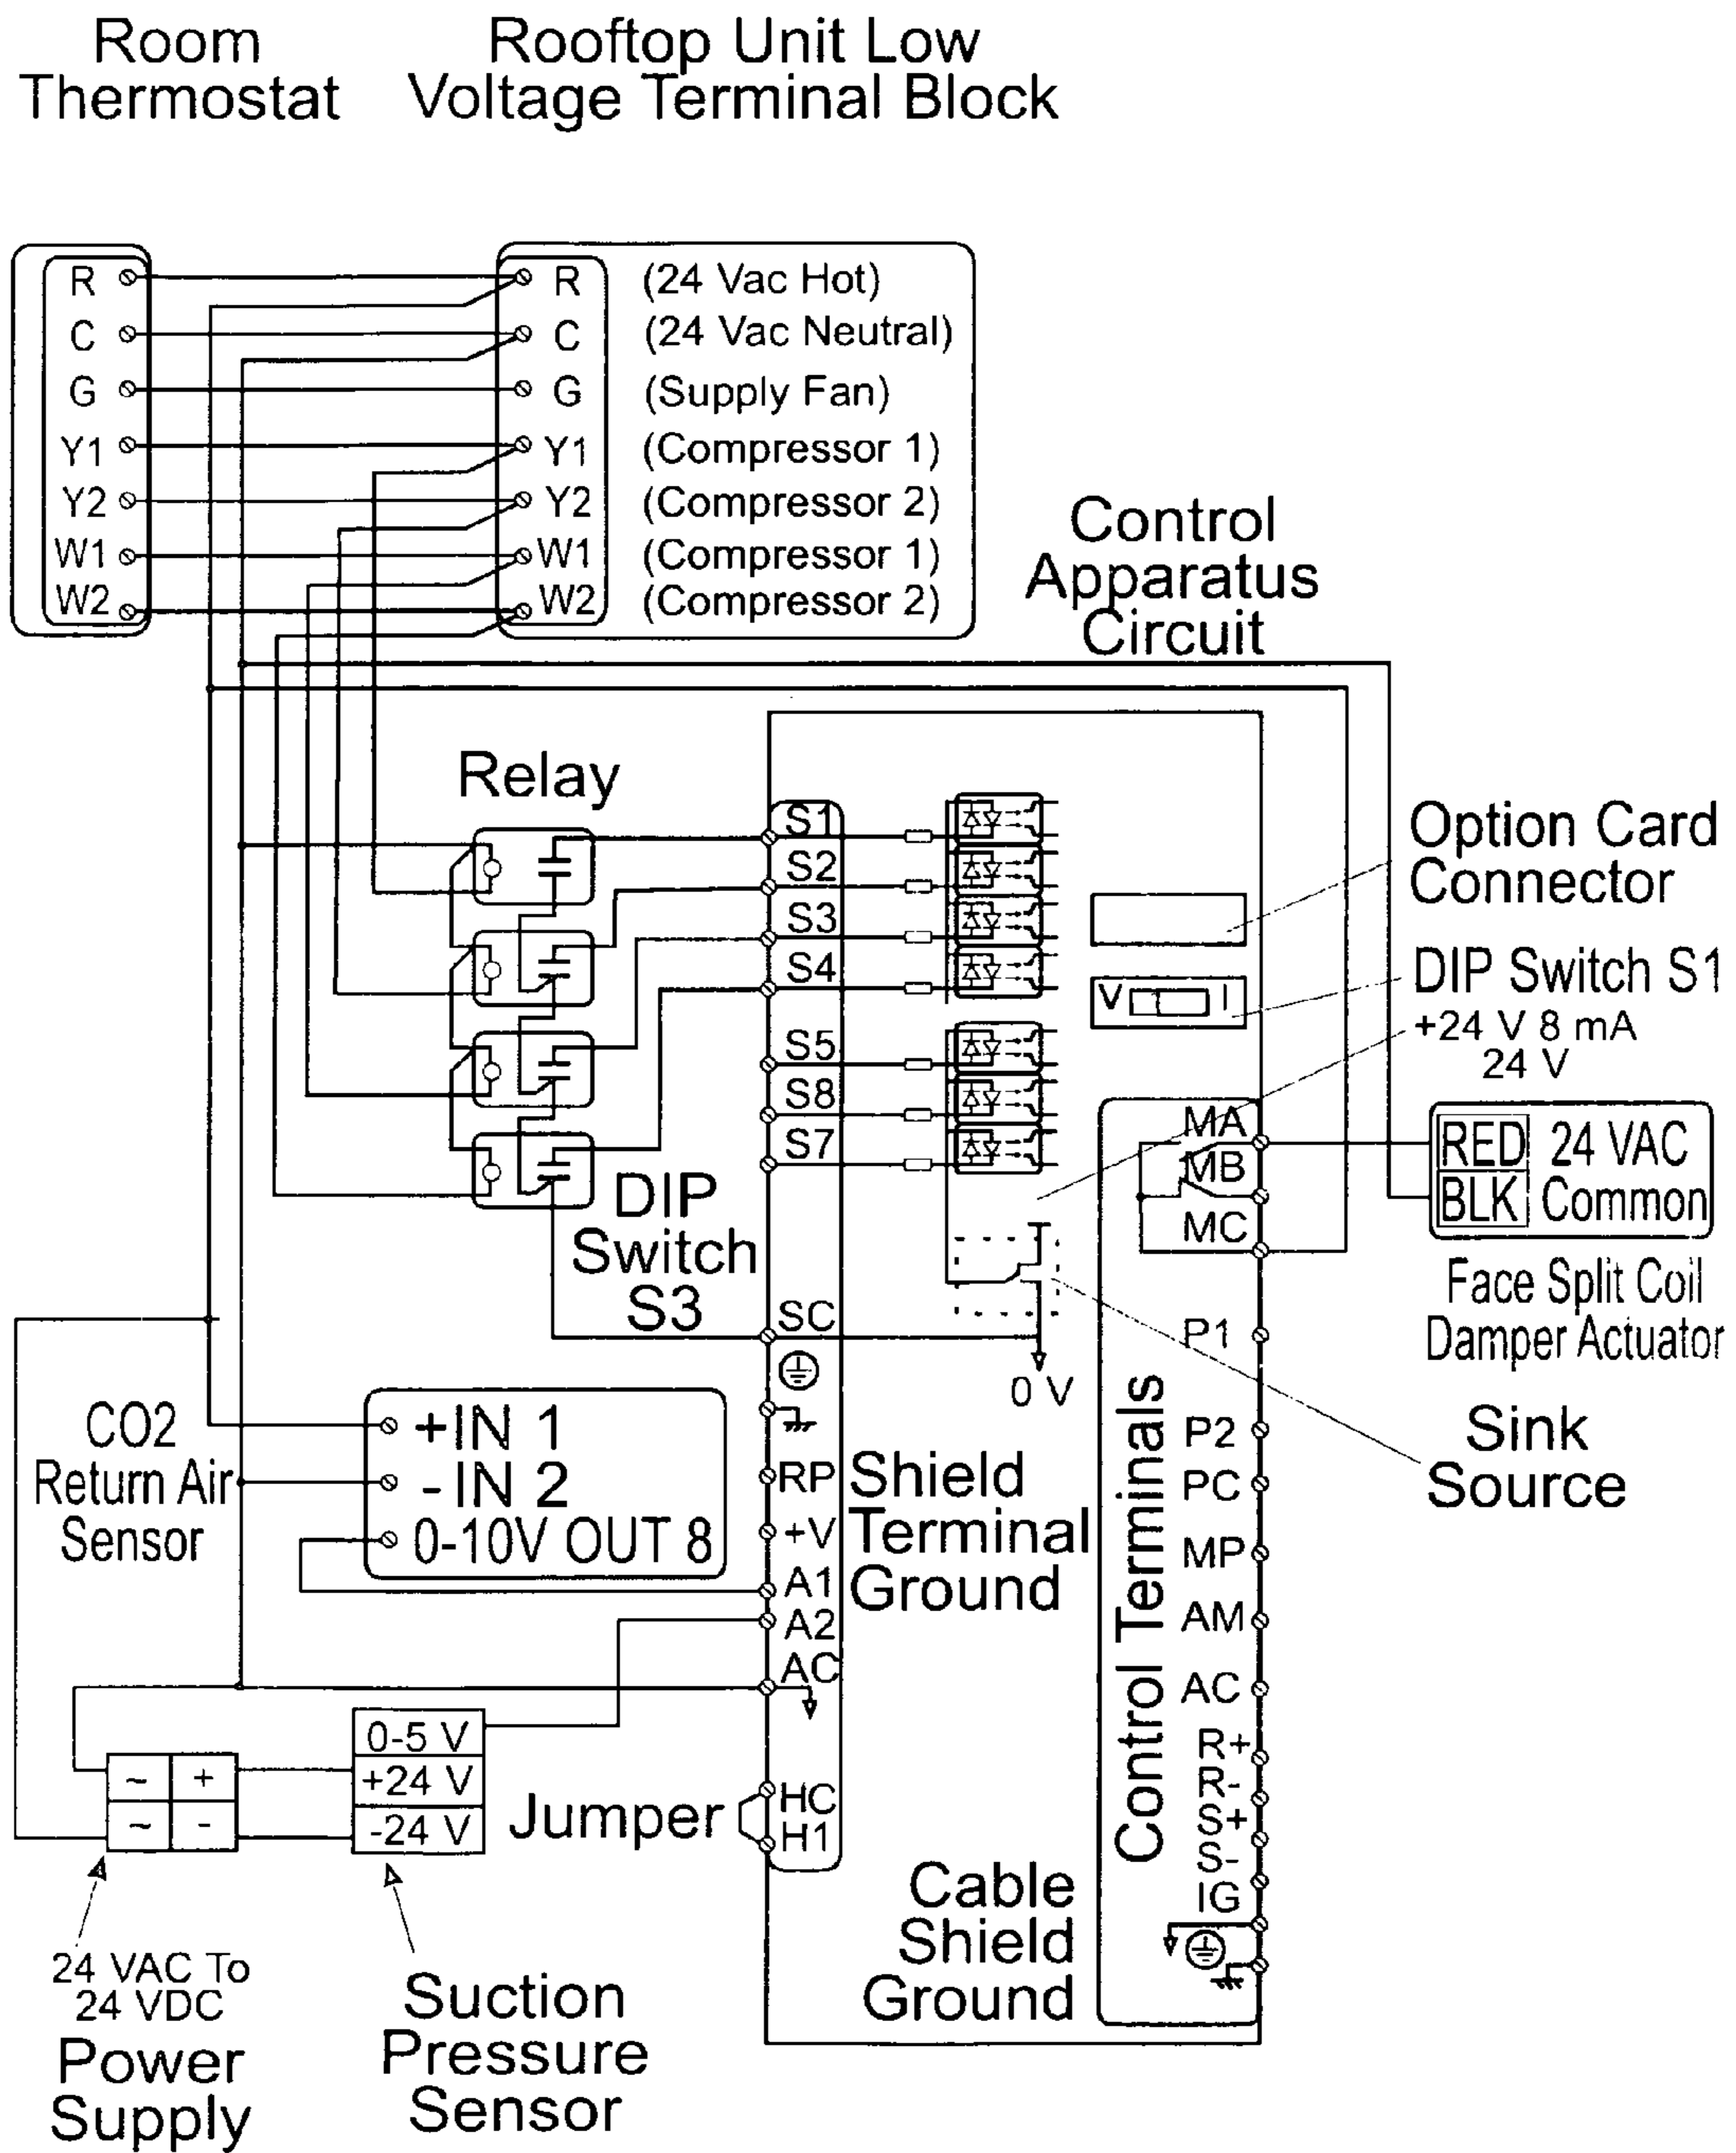 Room
Thermostat
Rooftop Unit Low
Voltage Terminal Block
R
C
G
Y1
Y2
W1
W2
R (24 Vac Hot)
C (24 Vac Neutral)
G (Supply Fan)
Y1 (Compressor 1)
Y2 (Compressor 2)
W1 (Compressor 1)
W2 (Compressor 2)
Control
Apparatus
Circuit
Relay
S1
S2
S3
S4
S5
S8
S7
DIP
Switch
S3
SC
0 V
Option Card
Connector
DIP Switch S1
V I
+24 V 8 mA
24 V
MA
MB
MC
RED 24 VAC
BLK Common
Face Split Coil
Damper Actuator
P1
P2
PC
MP
AM
AC
R+
R-
S+
S-
IG
Control Terminals
Sink
Source
CO2
Return Air
Sensor
+IN 1
- IN 2
0-10V OUT 8
RP
+V
A1
A2
AC
HC
H1
Shield
Terminal
Ground
0-5 V
+24 V
-24 V
~ +
~ -
Jumper
Cable
Shield
Ground
24 VAC To
24 VDC
Power
Supply
Suction
Pressure
Sensor